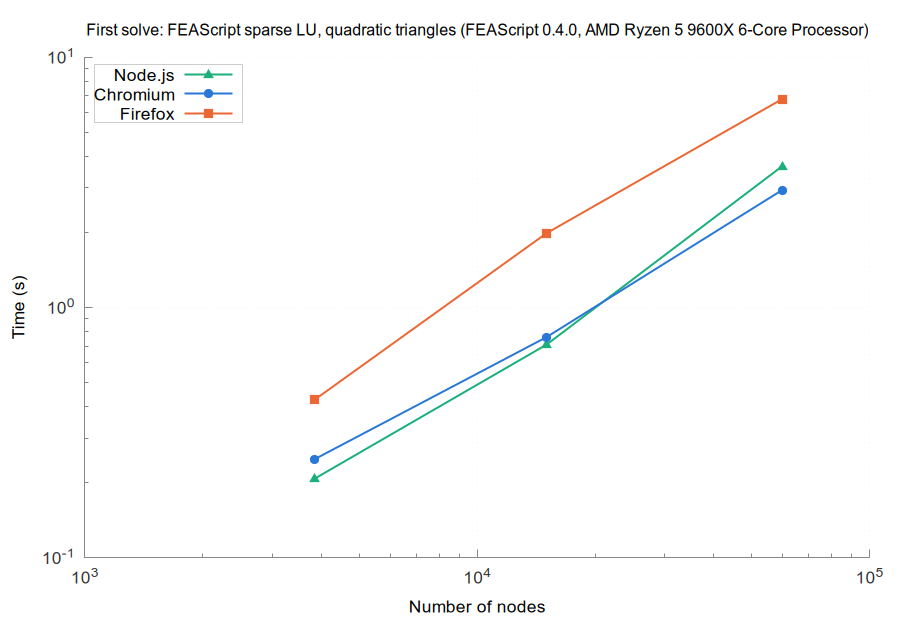 First solve: FEAScript sparse LU, quadratic triangles (FEAScript 0.4.0, AMD Ryzen 5 9600X 6-Core Processor)
10¹
Node.js
Chromium
Firefox
10⁰
Time (s)
10⁻¹
10³ 10⁴ 10⁵
Number of nodes